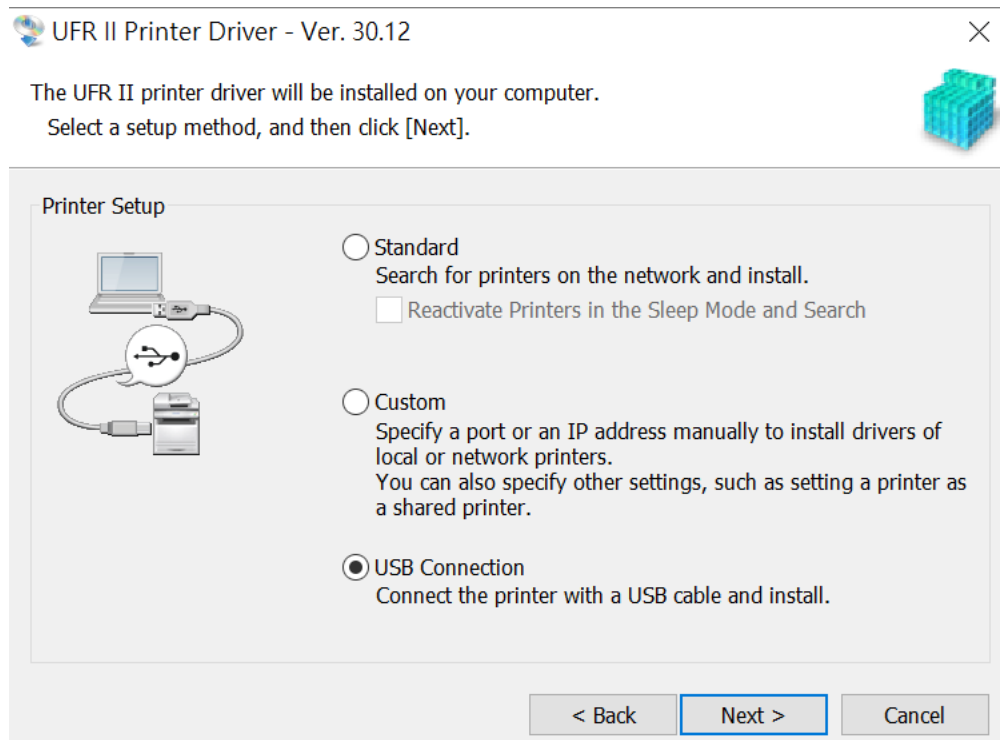 UFR II Printer Driver - Ver. 30.12
The UFR II printer driver will be installed on your computer.
Select a setup method, and then click [Next].
Printer Setup
Standard
Search for printers on the network and install.
Reactivate Printers in the Sleep Mode and Search
Custom
Specify a port or an IP address manually to install drivers of
local or network printers.
You can also specify other settings, such as setting a printer as
a shared printer.
USB Connection
Connect the printer with a USB cable and install.
< Back
Next >
Cancel